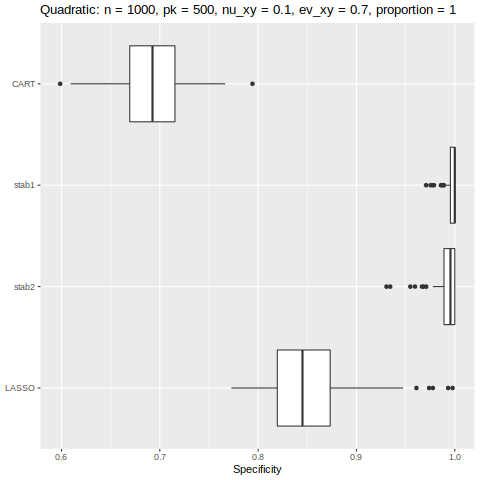 Quadratic: n = 1000, pk = 500, nu_xy = 0.1, ev_xy = 0.7, proportion = 1
CART
stab1
stab2
LASSO
0.6 0.7 0.8 0.9 1.0
Specificity